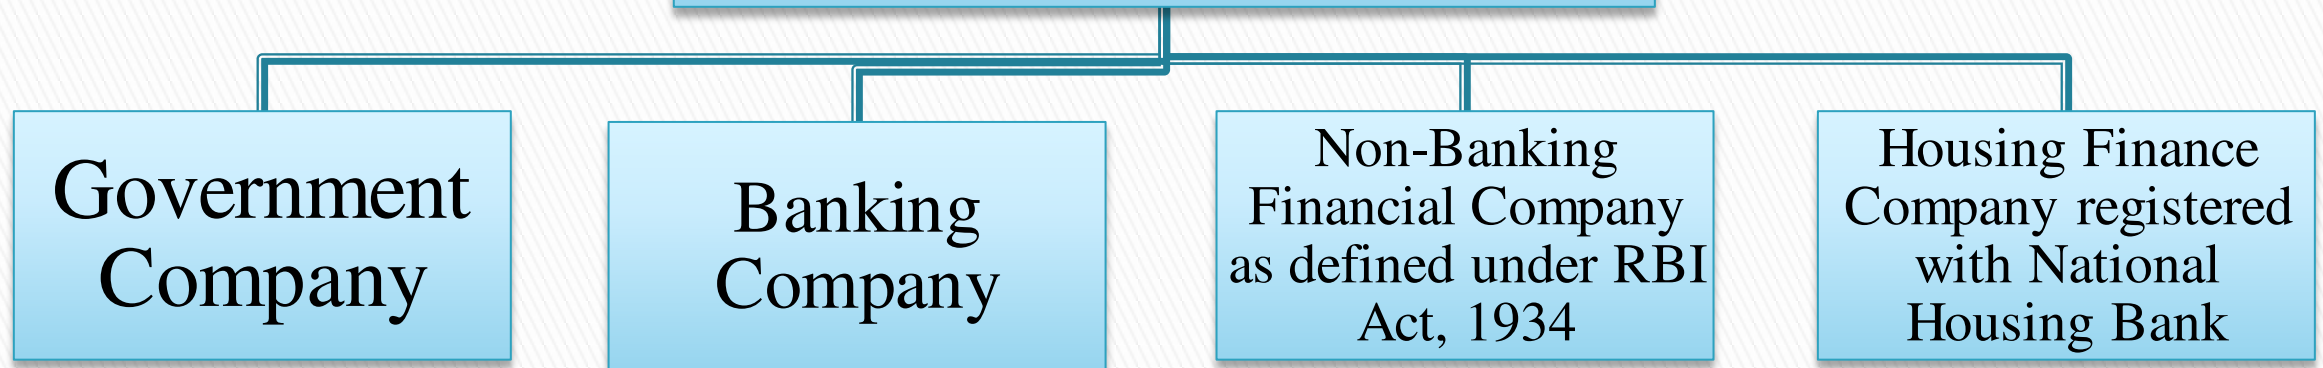 Government
Company
Banking
Company
Non-Banking
Financial Company
as defined under RBI
Act, 1934
Housing Finance
Company registered
with National
Housing Bank